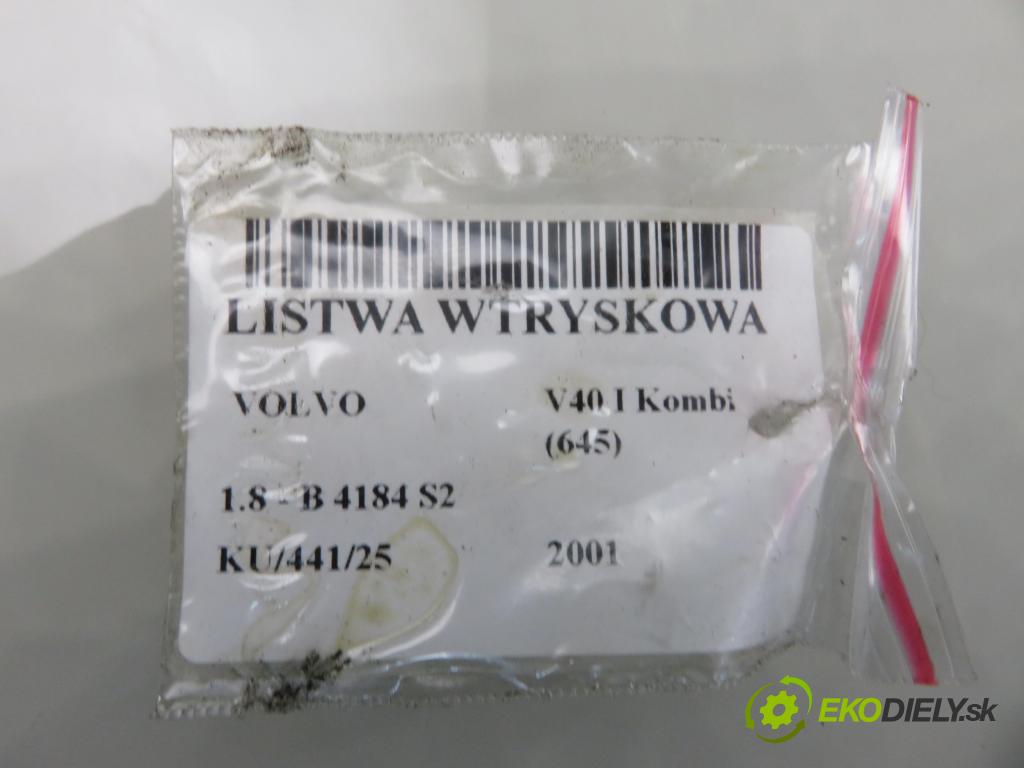 LISTWA WTRYSKOWA
VOLVO V40 I Kombi
(645)
1.8 - B 4184 S2
KU/441/25 2001
EKODIELY.sk